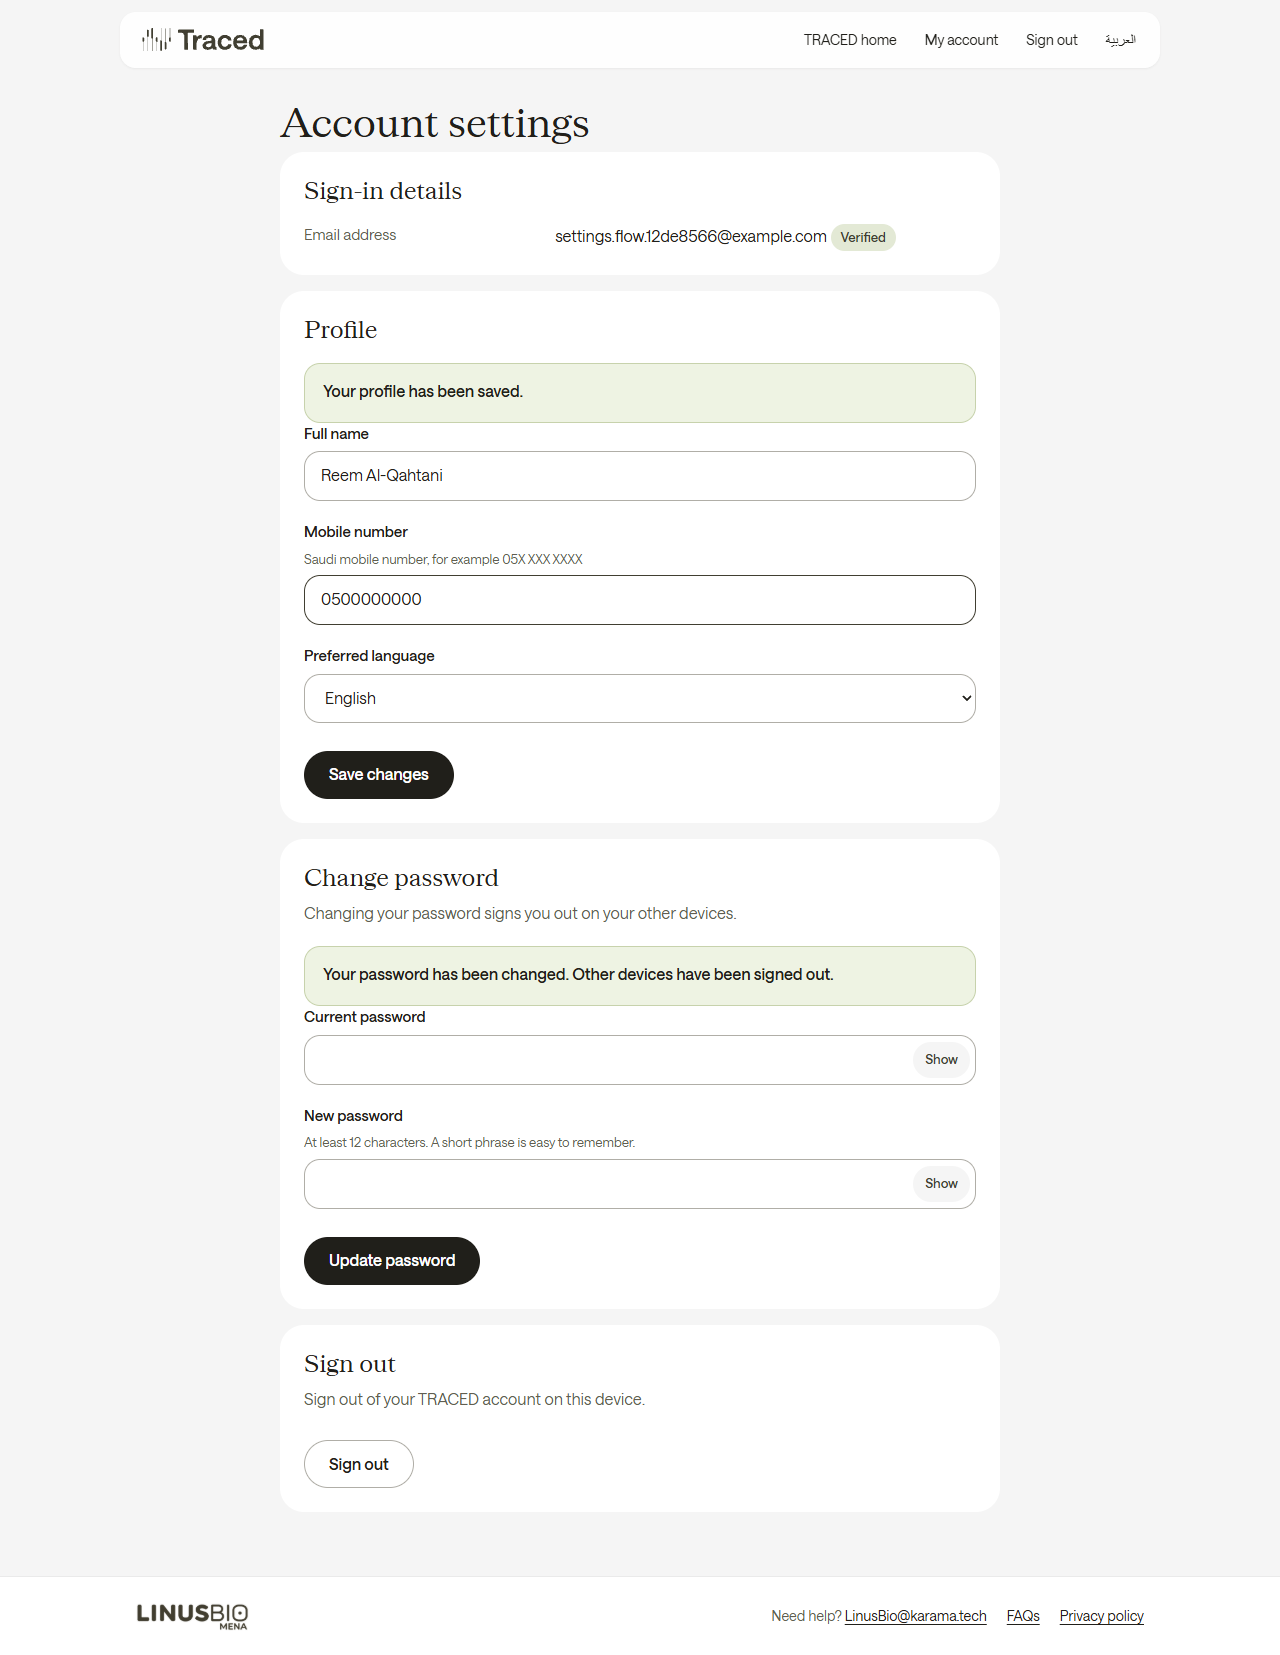 Traced
TRACED home
My account
Sign out
العربية
Account settings
Sign-in details
Email address
settings.flow.12de8566@example.com
Verified
Profile
Your profile has been saved.
Full name
Reem Al-Qahtani
Mobile number
Saudi mobile number, for example 05X XXX XXXX
0500000000
Preferred language
English
Save changes
Change password
Changing your password signs you out on your other devices.
Your password has been changed. Other devices have been signed out.
Current password
Show
New password
At least 12 characters. A short phrase is easy to remember.
Show
Update password
Sign out
Sign out of your TRACED account on this device.
Sign out
LINUSBIO
MENA
Need help? LinusBio@karama.tech
FAQs
Privacy policy